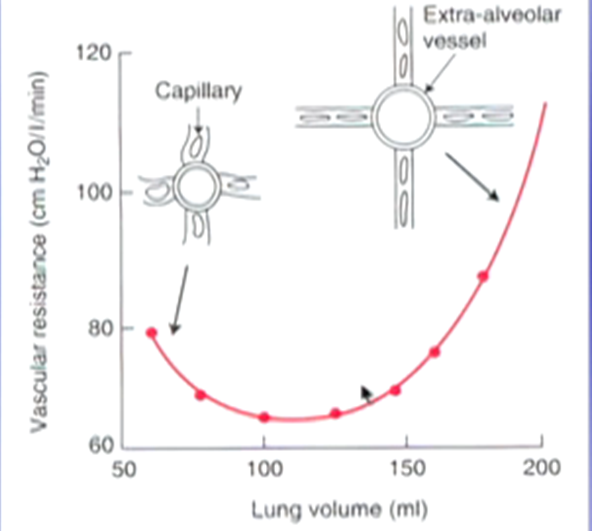 Extra-alveolar
vessel
Capillary
Vascular resistance (cm H₂O/l/min)
120
100
80
60
50 100 150 200
Lung volume (ml)